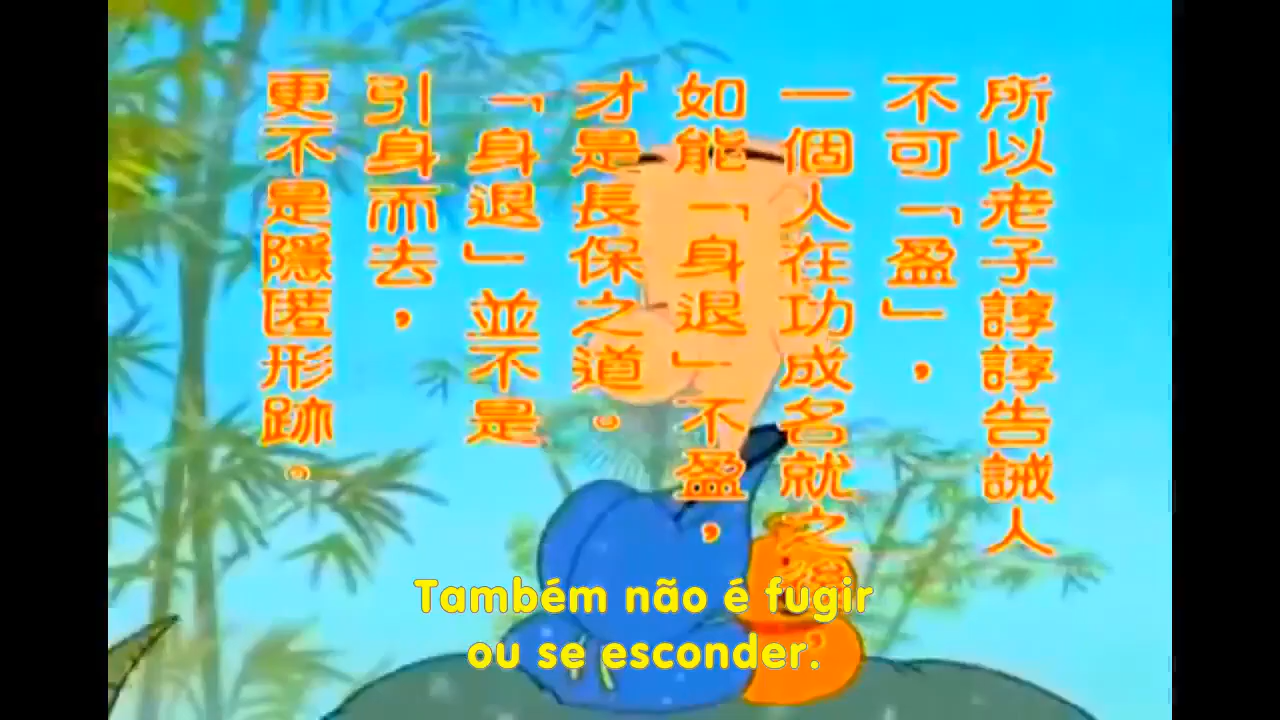 所以老子諄諄告誡人
不可「盈」，
一個人在功成名就之後，
如能「身退」不盈，
才是長保之道。
「身退」並不是
引身而去，
更不是隱匿形跡。
Também não é fugir
ou se esconder.